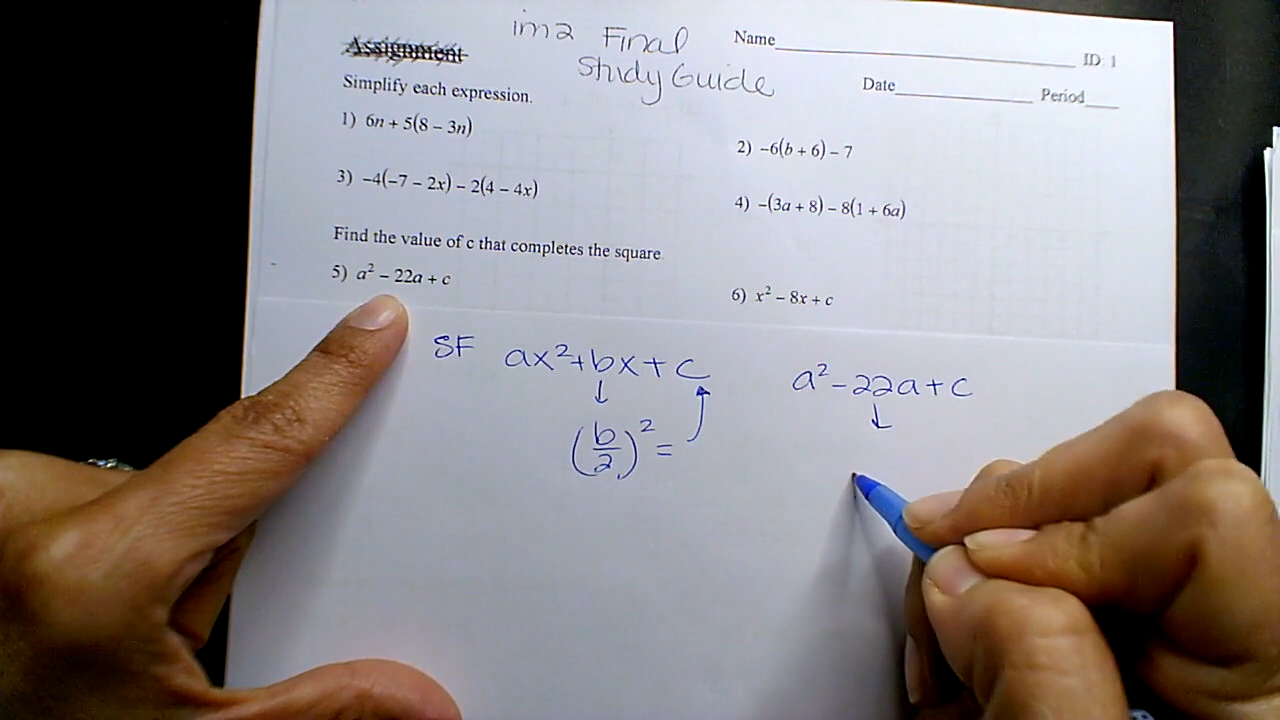 im2 Final
Study Guide
Assignment
Name ID: 1
Date Period
Simplify each expression.
1) 6n + 5(8 − 3n)
2) −6(b + 6) − 7
3) −4(−7 − 2x) − 2(4 − 4x)
4) −(3a + 8) − 8(1 + 6a)
Find the value of c that completes the square
5) a² − 22a + c
6) x² − 8x + c
SF ax²+bx+c
(b/2)² =
a²−22a+c